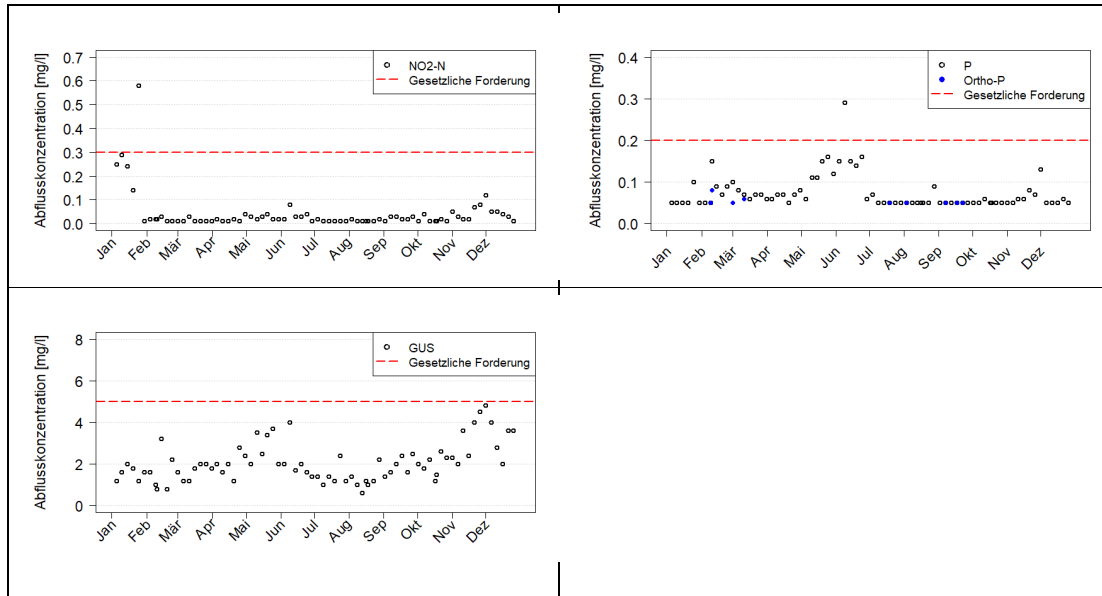 Abflusskonzentration [mg/l]
0.7
0.6
0.5
0.4
0.3
0.2
0.1
0.0
NO2-N
Gesetzliche Forderung
Jan
Feb
Mär
Apr
Mai
Jun
Jul
Aug
Sep
Okt
Nov
Dez
Abflusskonzentration [mg/l]
0.4
0.3
0.2
0.1
0.0
P
Ortho-P
Gesetzliche Forderung
Jan
Feb
Mär
Apr
Mai
Jun
Jul
Aug
Sep
Okt
Nov
Dez
Abflusskonzentration [mg/l]
8
6
4
2
0
GUS
Gesetzliche Forderung
Jan
Feb
Mär
Apr
Mai
Jun
Jul
Aug
Sep
Okt
Nov
Dez